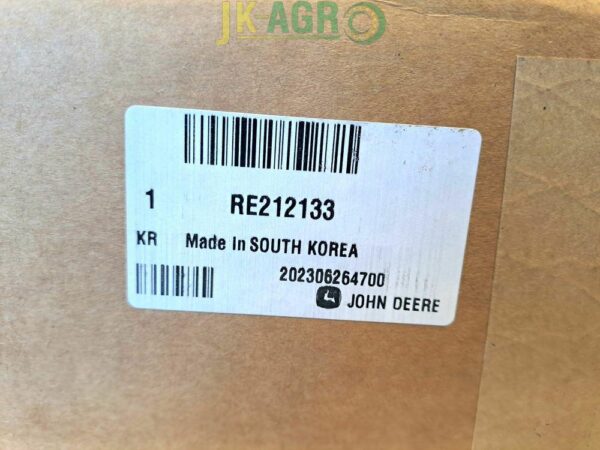 JK AGRO
1 RE212133
KR Made in SOUTH KOREA
202306264700
JOHN DEERE